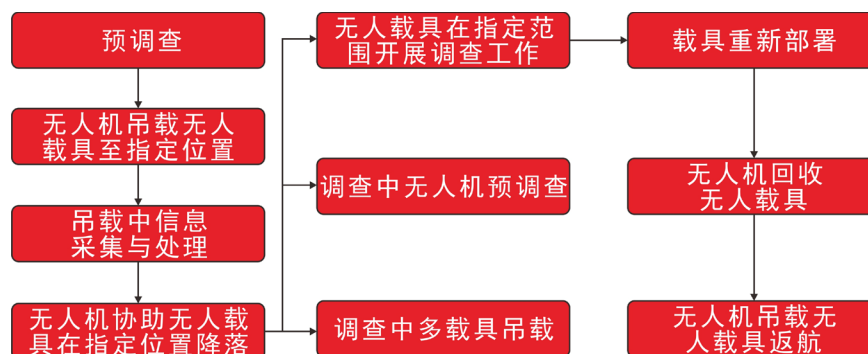 预调查
无人机吊载无人
载具至指定位置
吊载中信息
采集与处理
无人机协助无人载
具在指定位置降落
无人载具在指定范
围开展调查工作
调查中无人机预调查
调查中多载具吊载
载具重新部署
无人机回收
无人载具
无人机吊载无
人载具返航